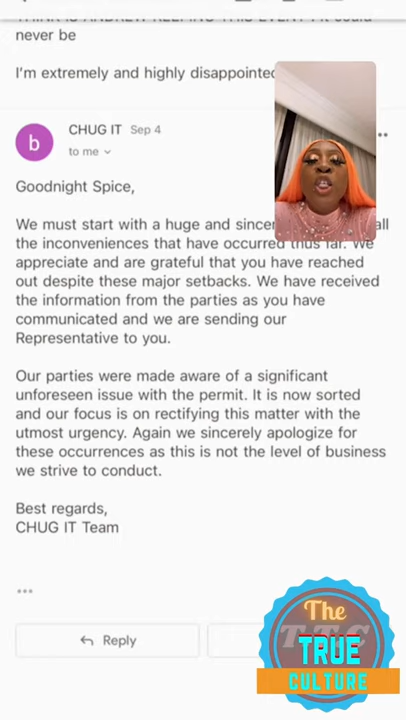 never be
I'm extremely and highly disappointed
CHUG IT Sep 4
b
to me
Goodnight Spice,
We must start with a huge and all
the inconveniences that have occurred thus far. We
appreciate and are grateful that you have reached
out despite these major setbacks. We have received
the information from the parties as you have
communicated and we are sending our
Representative to you.
Our parties were made aware of a significant
unforeseen issue with the permit. It is now sorted
and our focus is on rectifying this matter with the
utmost urgency. Again we sincerely apologize for
these occurrences as this is not the level of business
we strive to conduct.
Best regards,
CHUG IT Team
Reply
The
TTC
TRUE
CULTURE